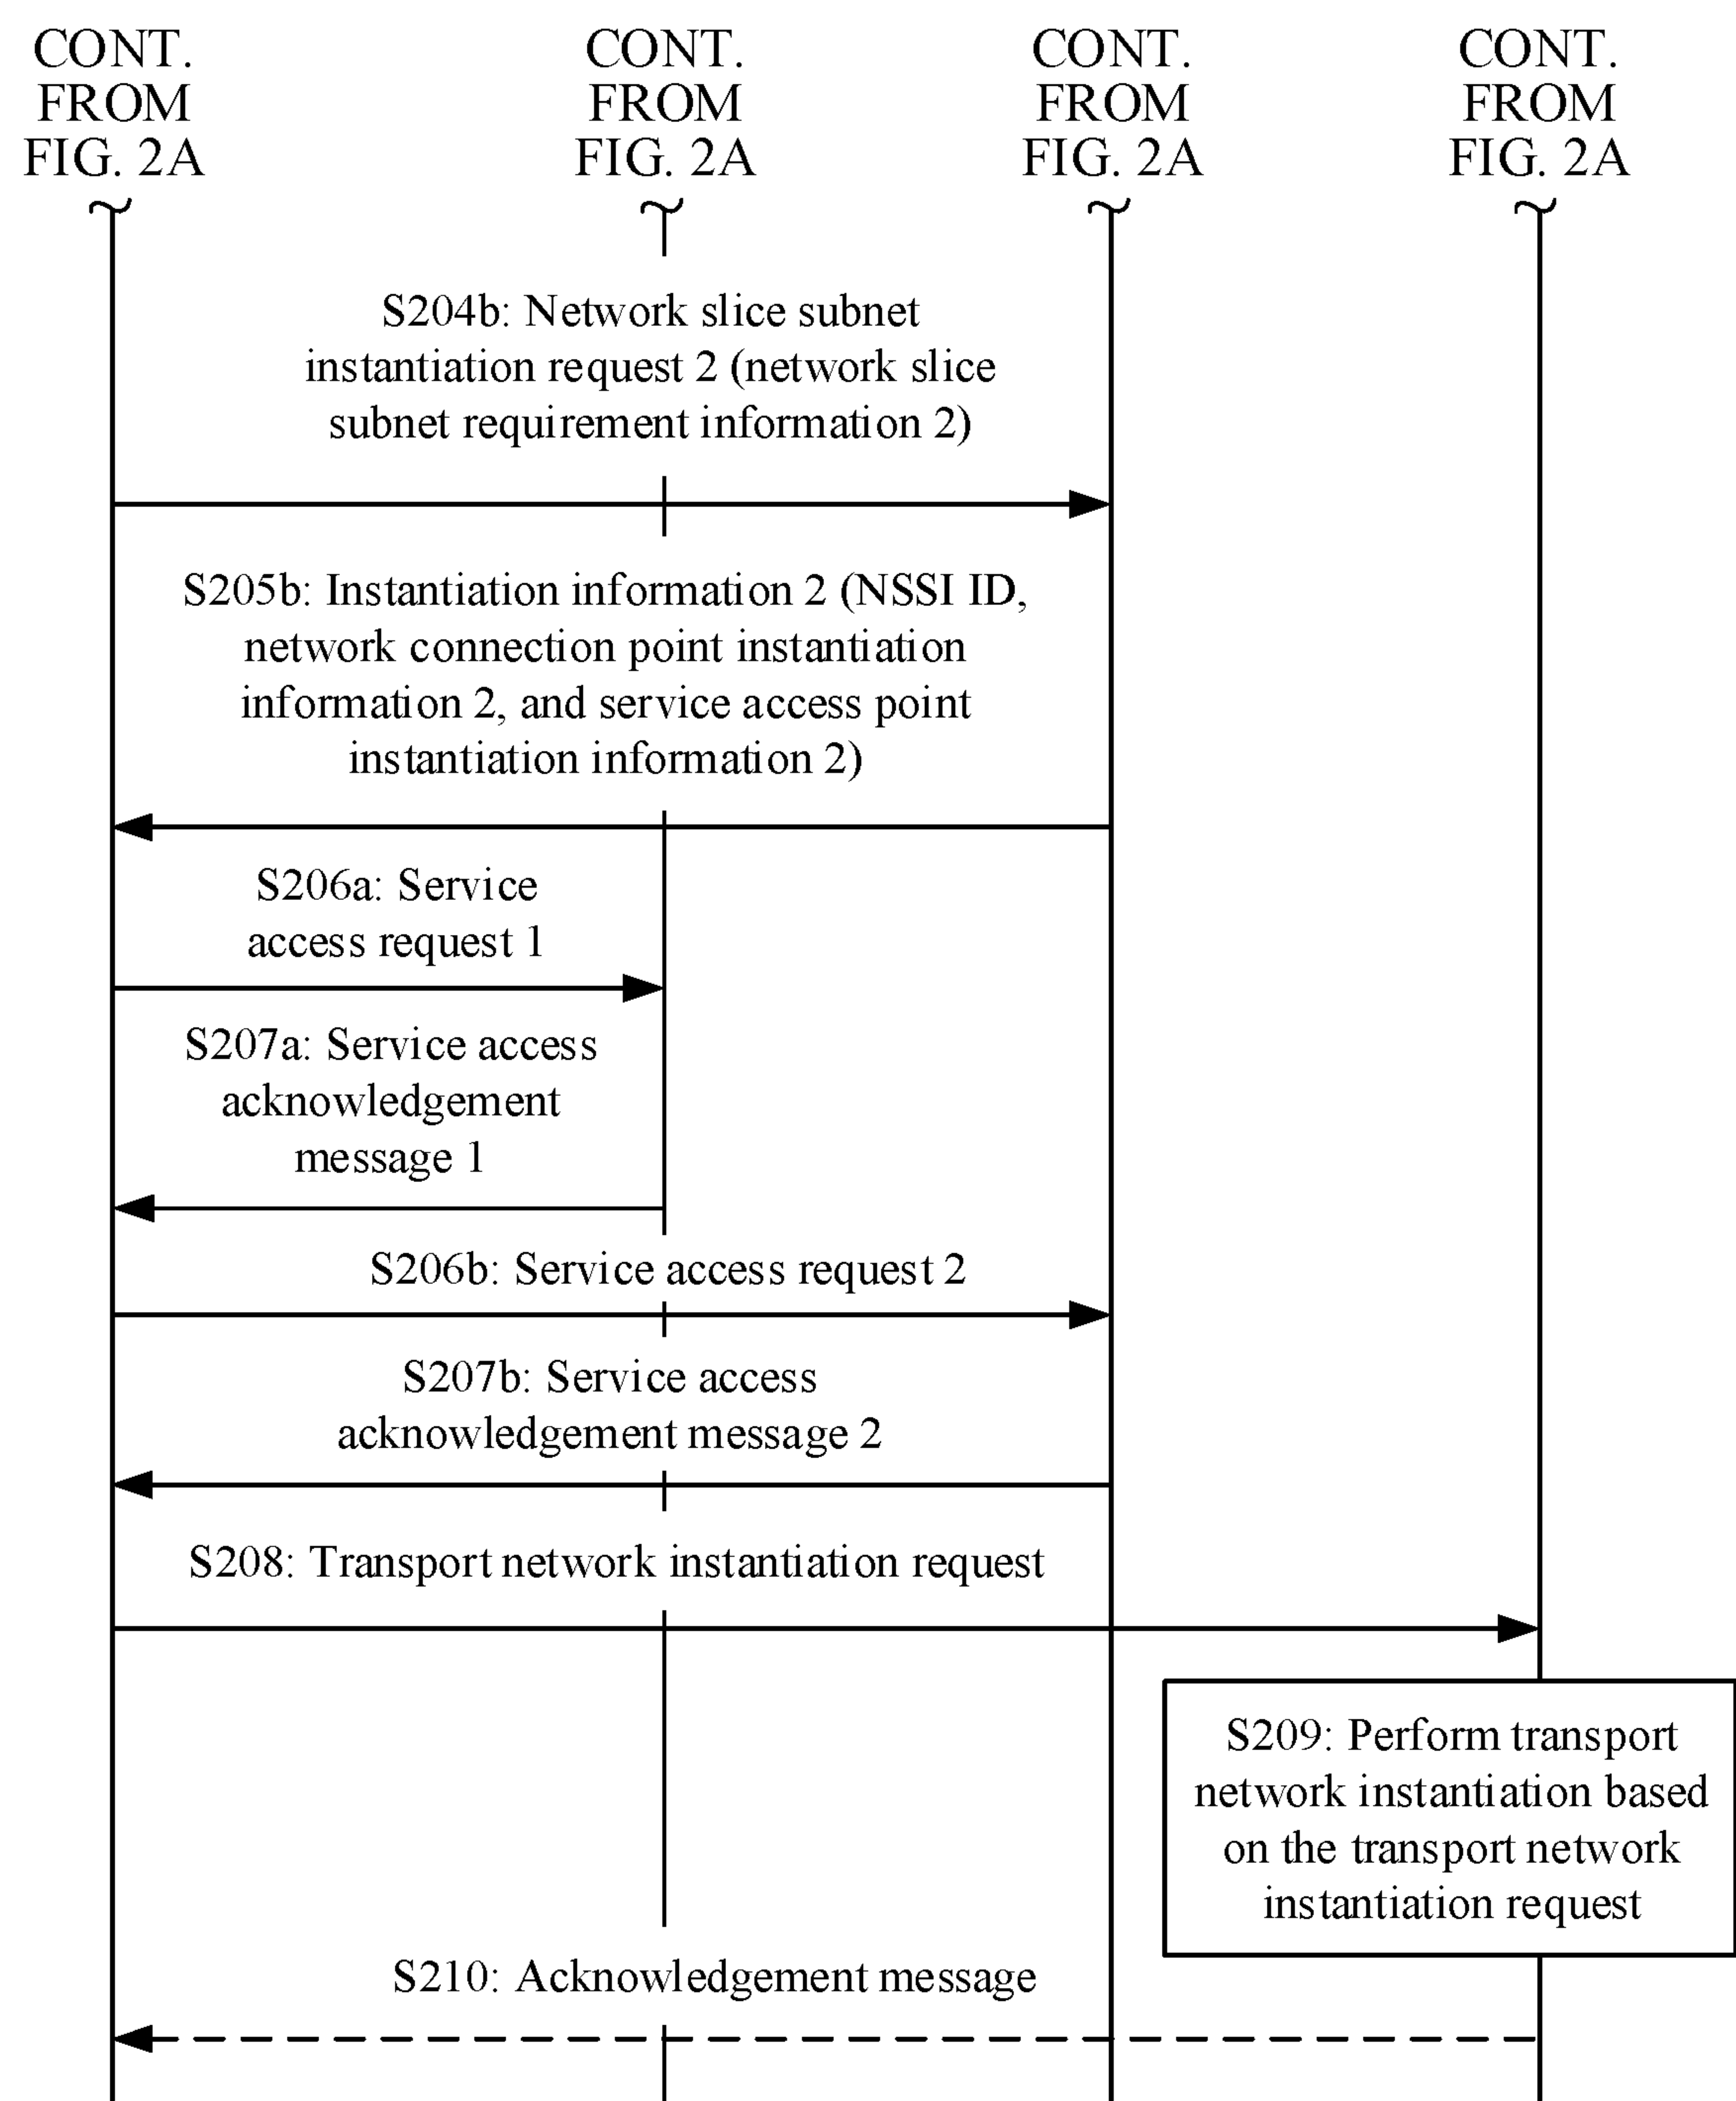 CONT.
FROM
FIG. 2A
CONT.
FROM
FIG. 2A
CONT.
FROM
FIG. 2A
CONT.
FROM
FIG. 2A
S204b: Network slice subnet
instantiation request 2 (network slice
subnet requirement information 2)
S205b: Instantiation information 2 (NSSI ID,
network connection point instantiation
information 2, and service access point
instantiation information 2)
S206a: Service
access request 1
S207a: Service access
acknowledgement
message 1
S206b: Service access request 2
S207b: Service access
acknowledgement message 2
S208: Transport network instantiation request
S209: Perform transport
network instantiation based
on the transport network
instantiation request
S210: Acknowledgement message